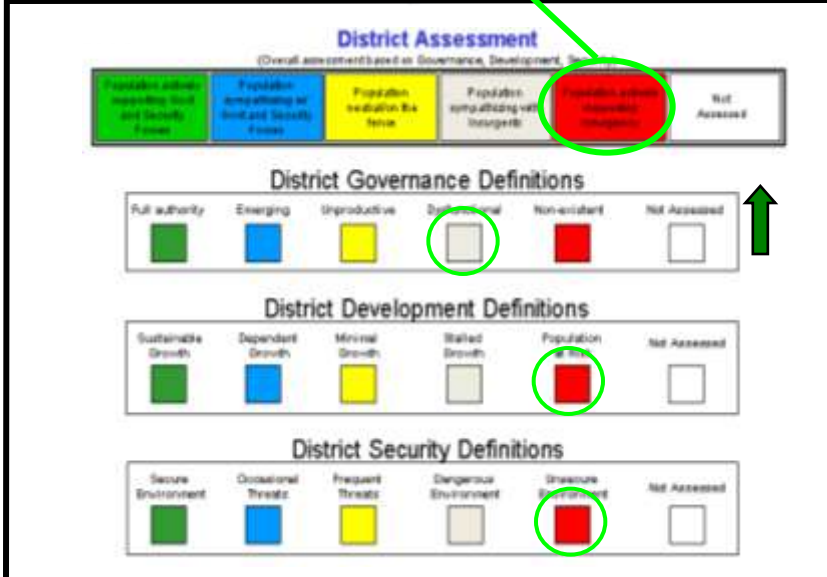 District Assessment
(Overall assessment based on Governance, Development, Security)
Population actively supporting Govt and Security Forces
Population sympathizing w/ Govt and Security Forces
Population neutral/on the fence
Population sympathizing with Insurgents
Population actively supporting Insurgency
Not Assessed
District Governance Definitions
Full authority Emerging Unproductive Dysfunctional Non-existent Not Assessed
District Development Definitions
Sustainable Growth
Dependent Growth
Minimal Growth
Stalled Growth
Population at Risk
Not Assessed
District Security Definitions
Secure Environment
Occasional Threats
Frequent Threats
Dangerous Environment
Unsecure Environment
Not Assessed